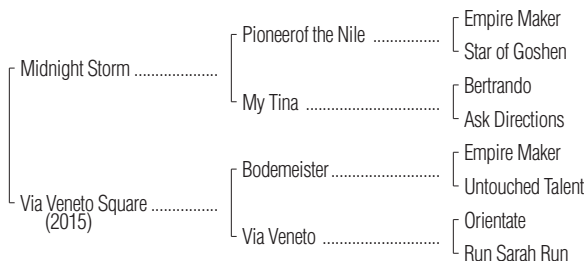 Empire Maker
Pioneerof the Nile ................
Star of Goshen
Midnight Storm ....................
Bertrando
My Tina ................................
Ask Directions
Empire Maker
Bodemeister..........................
Untouched Talent
Via Veneto Square ................
(2015)
Orientate
Via Veneto ............................
Run Sarah Run